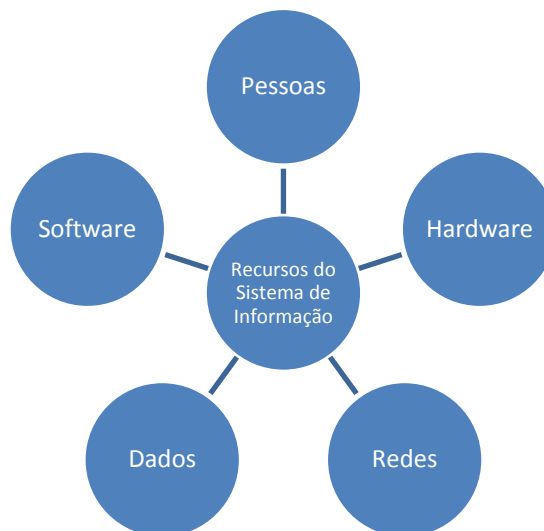 Pessoas
Software
Hardware
Recursos do
Sistema de
Informação
Dados
Redes